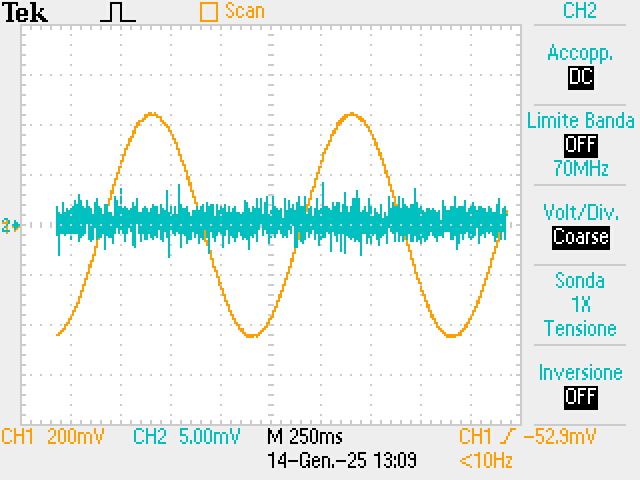 Tek Scan CH2
Accopp.
DC
Limite Banda
OFF
70MHz
Volt/Div.
Coarse
2
Sonda
1X
Tensione
Inversione
OFF
CH1 200mV CH2 5.00mV M 250ms CH1 -52.9mV
14-Gen.-25 13:09 <10Hz